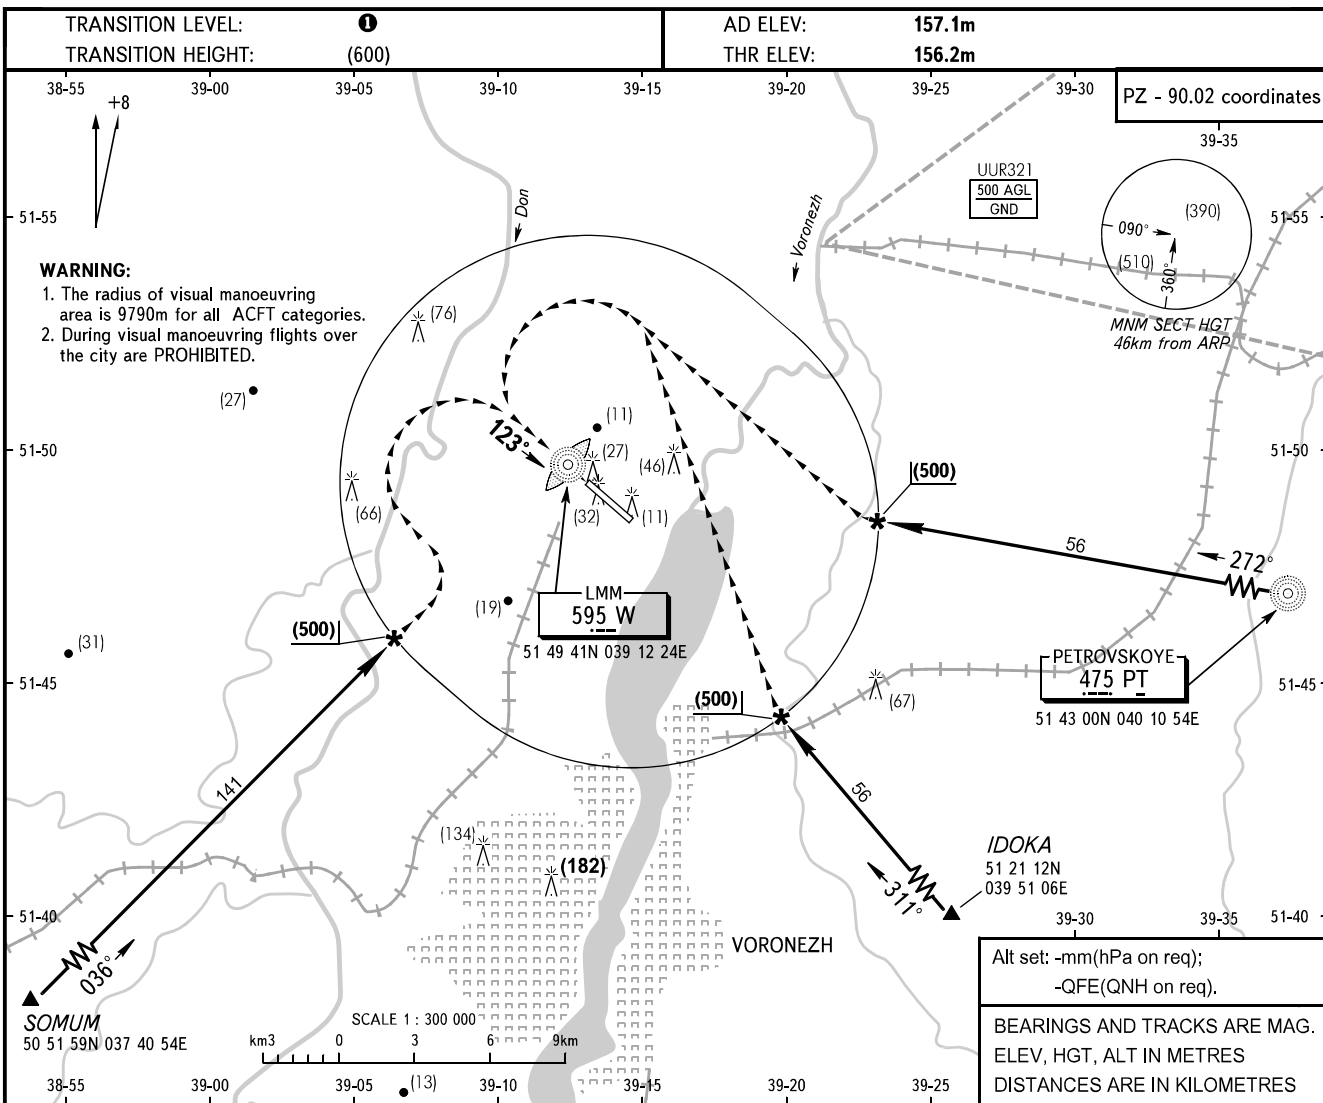 TRANSITION LEVEL: 1
TRANSITION HEIGHT: (600)
AD ELEV: 157.1m
THR ELEV: 156.2m
38-55 39-00 39-05 39-10 39-15 39-20 39-25 39-30
PZ - 90.02 coordinates
39-35
+8
UUR321
500 AGL
GND
(390)
090°
(510)
360°
MNM SECT HGT
46km from ARP
51-55
51-55
Don
Voronezh
WARNING:
1. The radius of visual manoeuvring
area is 9790m for all ACFT categories.
2. During visual manoeuvring flights over
the city are PROHIBITED.
(76)
(27)
(11)
123°
(27)
(46)
51-50
51-50
(500)
(66)
(32)
(11)
56
272°
LMM
595 W
51 49 41N 039 12 24E
(19)
(500)
(31)
PETROVSKOYE
475 PT
51 43 00N 040 10 54E
51-45
51-45
(500)
(67)
141
56
(134)
(182)
IDOKA
51 21 12N
039 51 06E
311°
51-40
39-30 39-35 51-40
VORONEZH
036°
SOMUM
50 51 59N 037 40 54E
SCALE 1 : 300 000
km3 0 3 6 9km
(13)
38-55 39-00 39-05 39-10 39-15 39-20 39-25
Alt set: -mm(hPa on req);
-QFE(QNH on req).
BEARINGS AND TRACKS ARE MAG.
ELEV, HGT, ALT IN METRES
DISTANCES ARE IN KILOMETRES